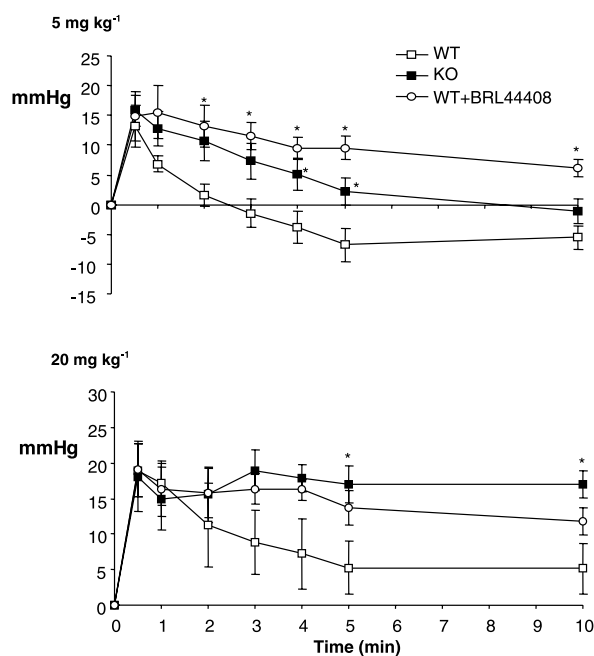 5 mg kg⁻¹
WT
KO
WT+BRL44408
mmHg
25
20
15
10
5
0
-5
-10
-15
* * * * * *
* *
20 mg kg⁻¹
mmHg
30
25
20
15
10
5
0
* *
0 1 2 3 4 5 6 7 8 9 10
Time (min)